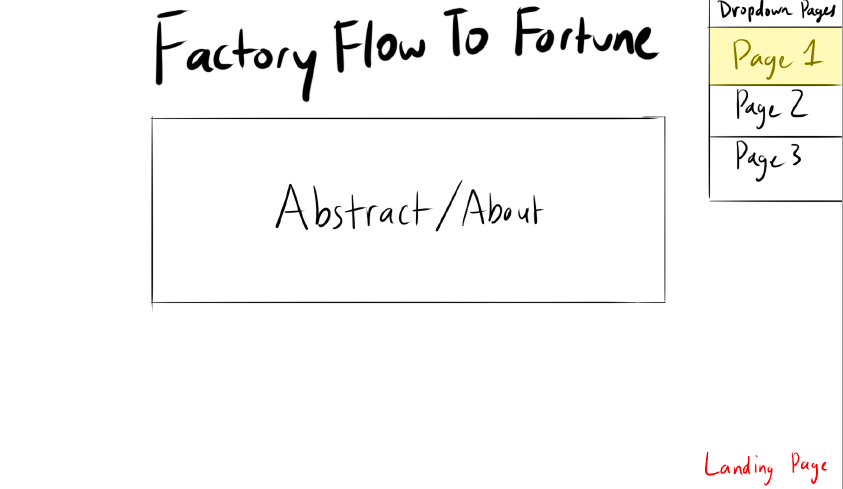 Dropdown Pages
Factory Flow To Fortune
Page 1
Page 2
Page 3
Abstract/About
Landing Page